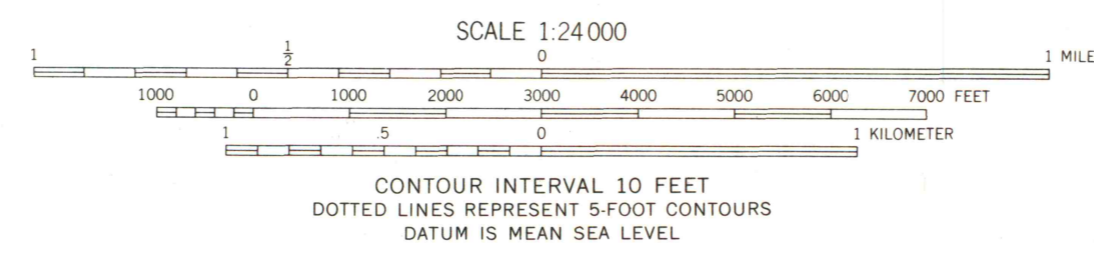 SCALE 1:24 000
1 ½ 0 1 MILE
1000 0 1000 2000 3000 4000 5000 6000 7000 FEET
1 .5 0 1 KILOMETER
CONTOUR INTERVAL 10 FEET
DOTTED LINES REPRESENT 5-FOOT CONTOURS
DATUM IS MEAN SEA LEVEL